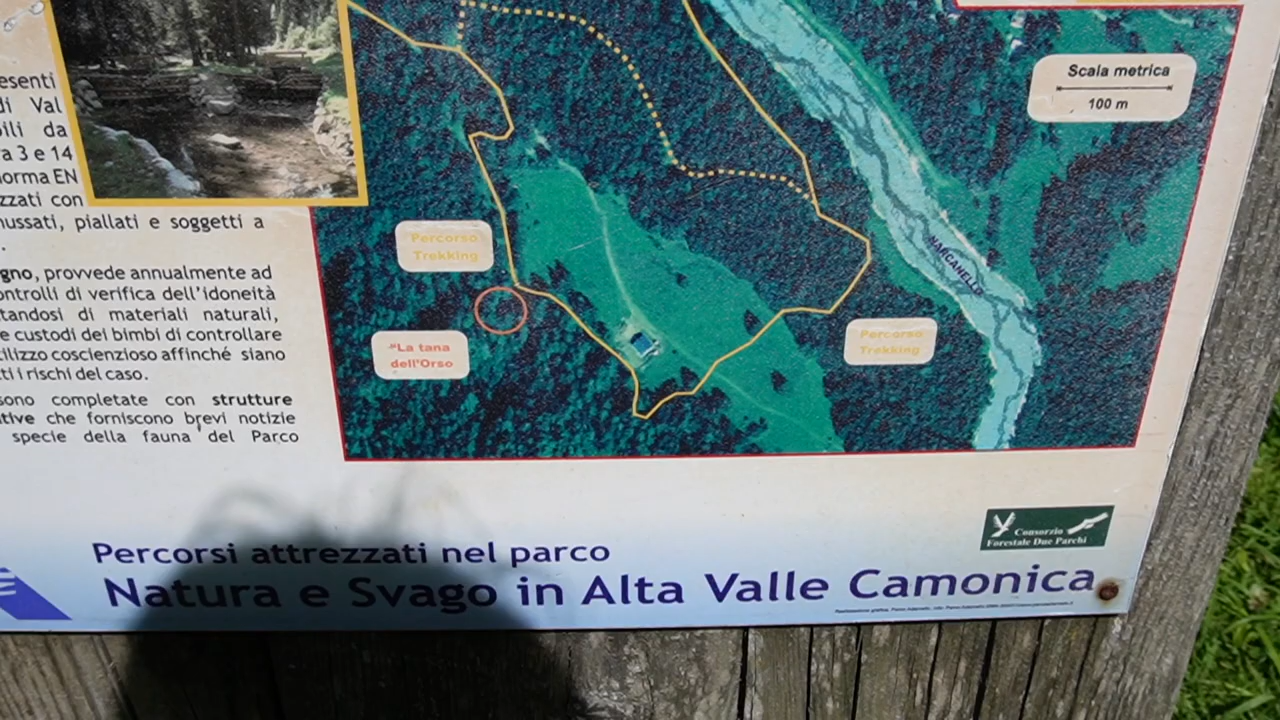 esenti
di Val
bili da
ra 3 e 14
norma EN
zzati con
nussati, piallati e soggetti a
.
gno, provvede annualmente ad
ontrolli di verifica dell'idoneità
tandosi di materiali naturali,
e custodi dei bimbi di controllare
tilizzo coscienzioso affinché siano
ti i rischi del caso.
sono completate con strutture
tive che forniscono brevi notizie
specie della fauna del Parco
Scala metrica
100 m
Percorso
Trekking
"La tana
dell'Orso
NARCANELLO
Percorso
Trekking
Consorzio
Forestale Due Parchi
Percorsi attrezzati nel parco
Natura e Svago in Alta Valle Camonica